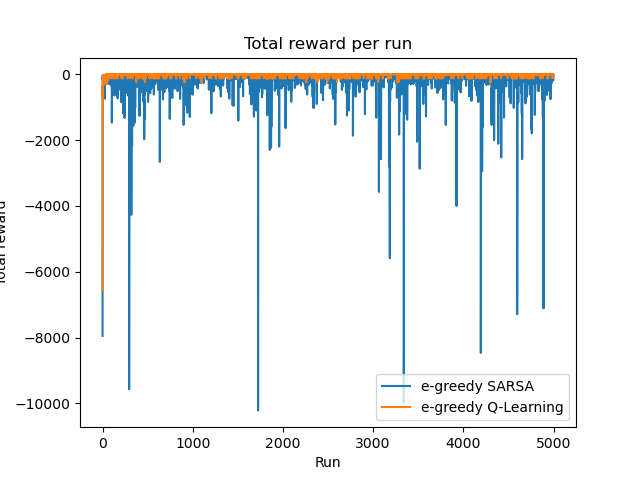 Total reward per run
0
−2000
−4000
−6000
−8000
−10000
reward
0
1000
2000
3000
4000
5000
Run
e-greedy SARSA
e-greedy Q-Learning